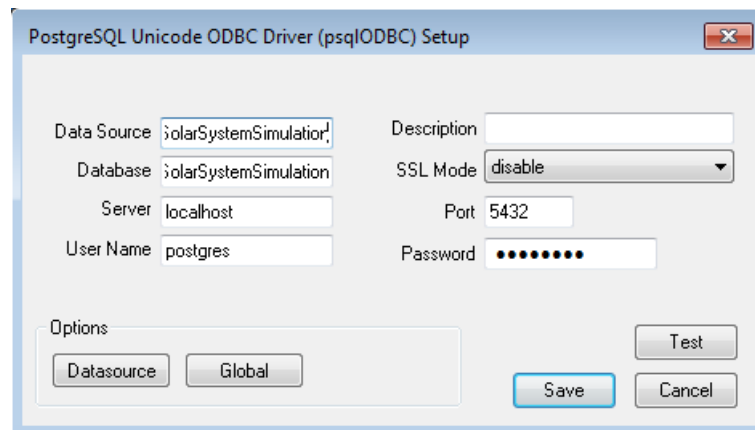 PostgreSQL Unicode ODBC Driver (psqlODBC) Setup
Data Source SolarSystemSimulation
Description
Database SolarSystemSimulation
SSL Mode disable
Server localhost
Port 5432
User Name postgres
Password ●●●●●●●●
Options
Datasource Global
Test
Save Cancel